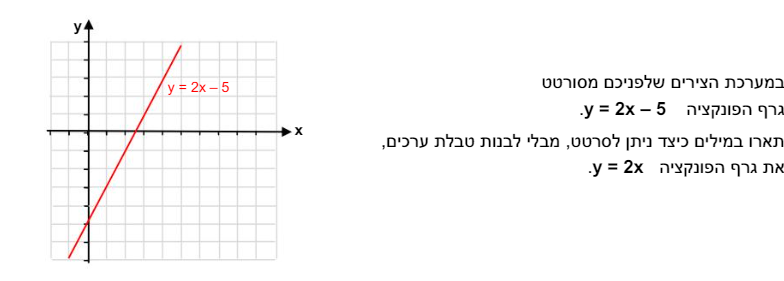 y
y = 2x – 5
x
במערכת הצירים שלפניכם מסורטט
גרף הפונקציה y = 2x – 5.
תארו במילים כיצד ניתן לסרטט, מבלי לבנות טבלת ערכים,
את גרף הפונקציה y = 2x.